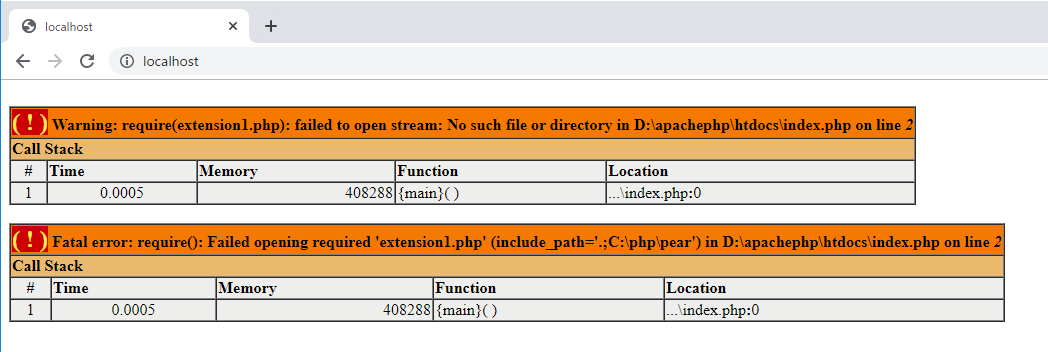 localhost
localhost
( ! ) Warning: require(extension1.php): failed to open stream: No such file or directory in D:\apachephp\htdocs\index.php on line 2
Call Stack
# Time Memory Function Location
1 0.0005 408288 {main}( ) ...\index.php:0
( ! ) Fatal error: require(): Failed opening required 'extension1.php' (include_path='.;C:\php\pear') in D:\apachephp\htdocs\index.php on line 2
Call Stack
# Time Memory Function Location
1 0.0005 408288 {main}( ) ...\index.php:0